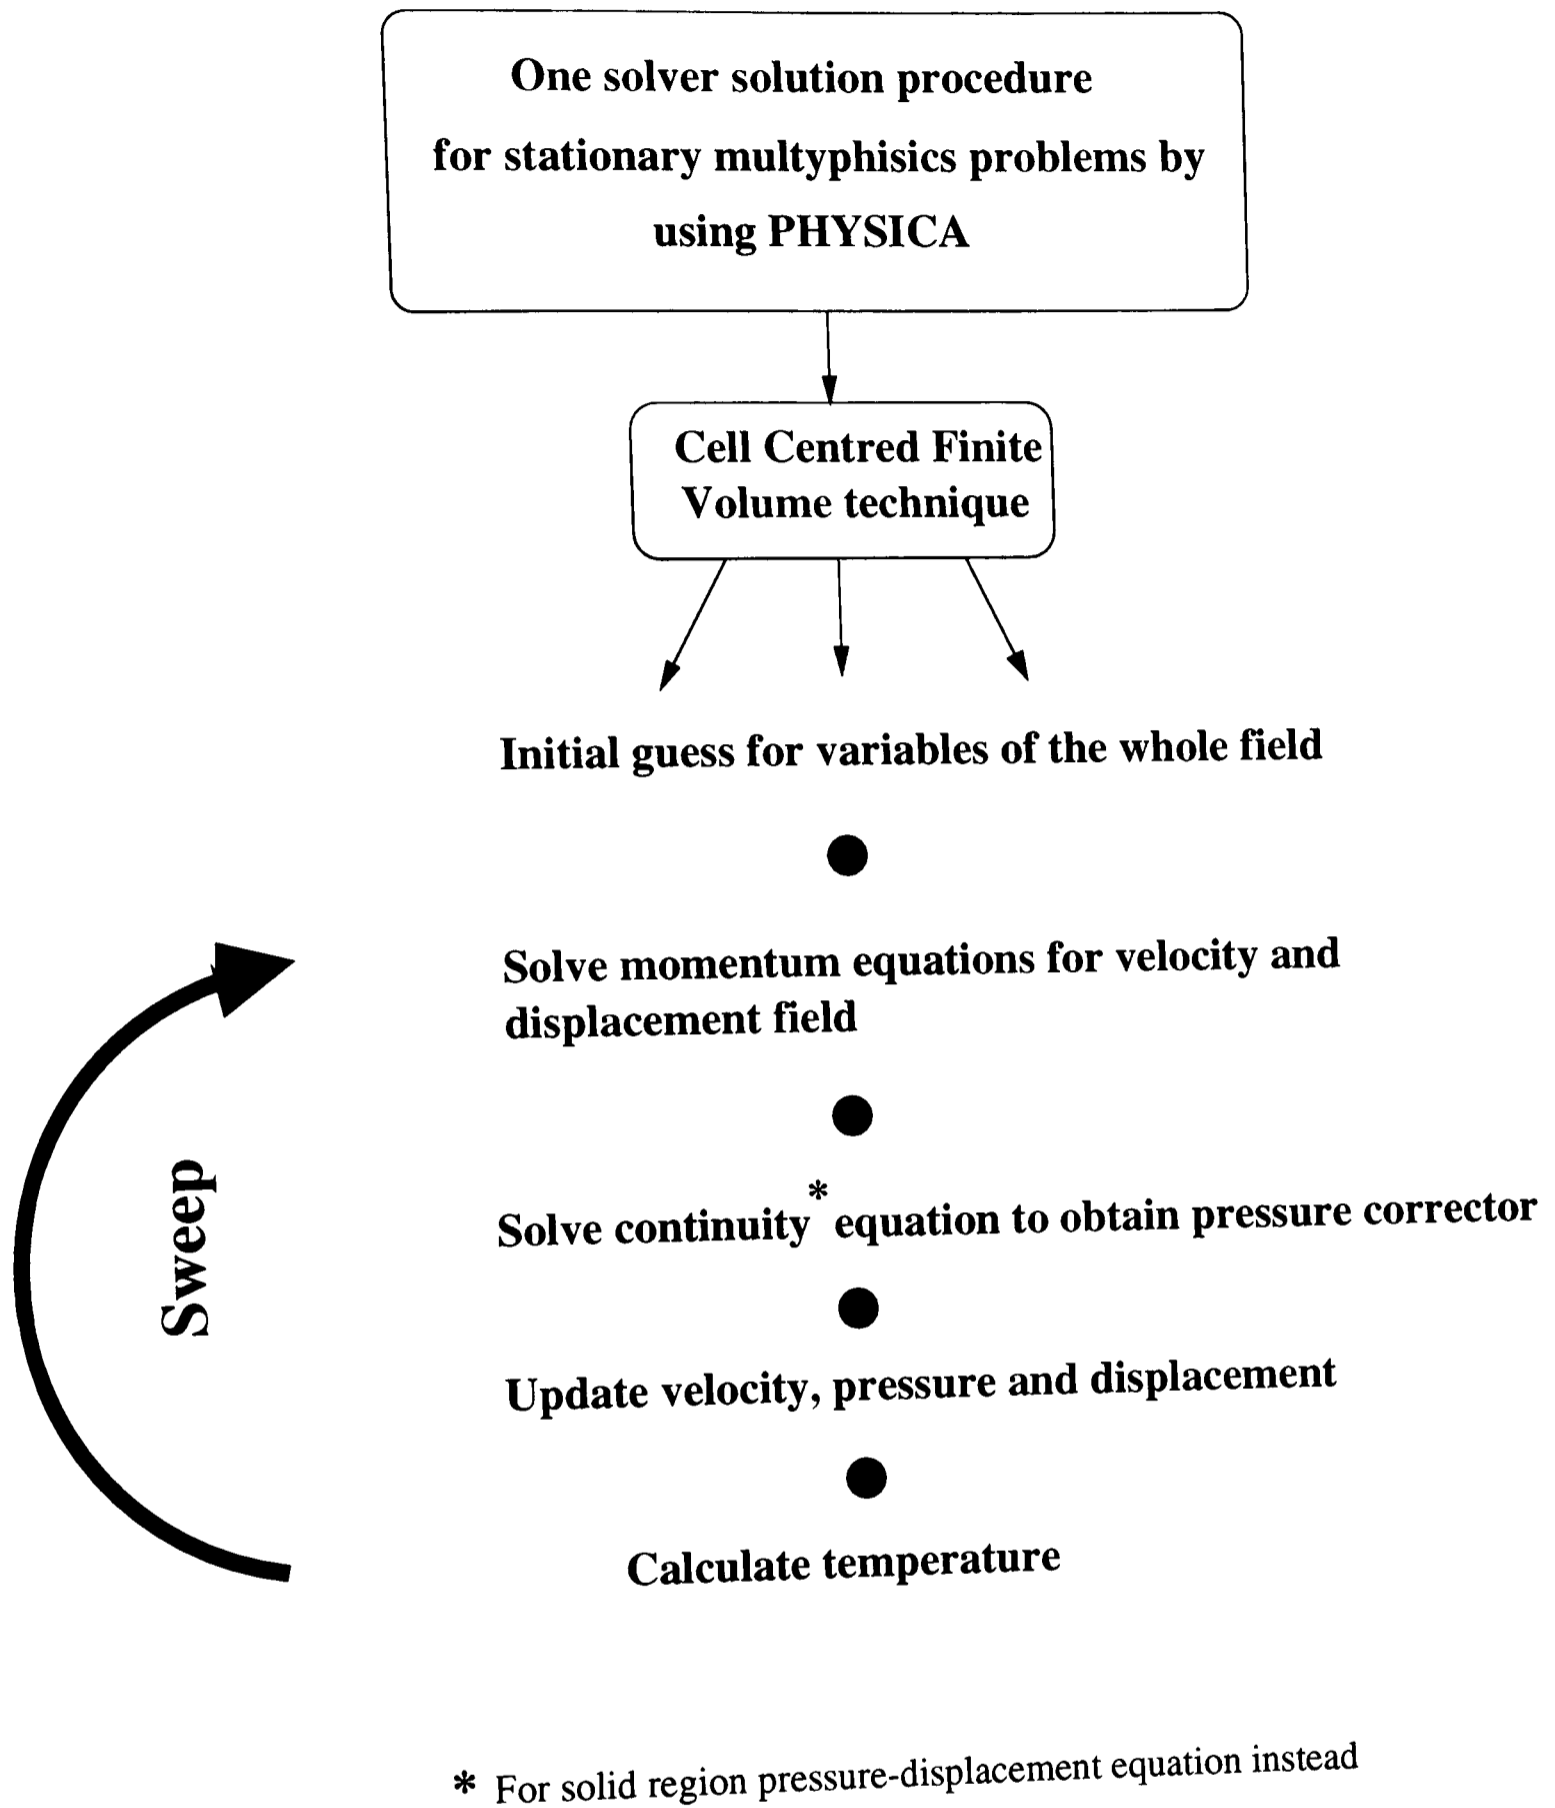 One solver solution procedure
for stationary multyphisics problems by
using PHYSICA
Cell Centred Finite
Volume technique
Initial guess for variables of the whole field
Solve momentum equations for velocity and
displacement field
Solve continuity* equation to obtain pressure corrector
Update velocity, pressure and displacement
Calculate temperature
Sweep
* For solid region pressure-displacement equation instead